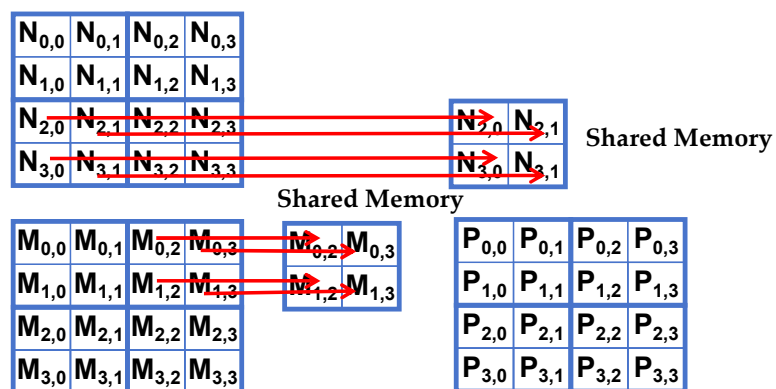 N0,0 N0,1 N0,2 N0,3
N1,0 N1,1 N1,2 N1,3
N2,0 N2,1 N2,2 N2,3
N3,0 N3,1 N3,2 N3,3
N2,0 N2,1
N3,0 N3,1
Shared Memory
Shared Memory
M0,0 M0,1 M0,2 M0,3
M1,0 M1,1 M1,2 M1,3
M2,0 M2,1 M2,2 M2,3
M3,0 M3,1 M3,2 M3,3
M0,2 M0,3
M1,2 M1,3
P0,0 P0,1 P0,2 P0,3
P1,0 P1,1 P1,2 P1,3
P2,0 P2,1 P2,2 P2,3
P3,0 P3,1 P3,2 P3,3